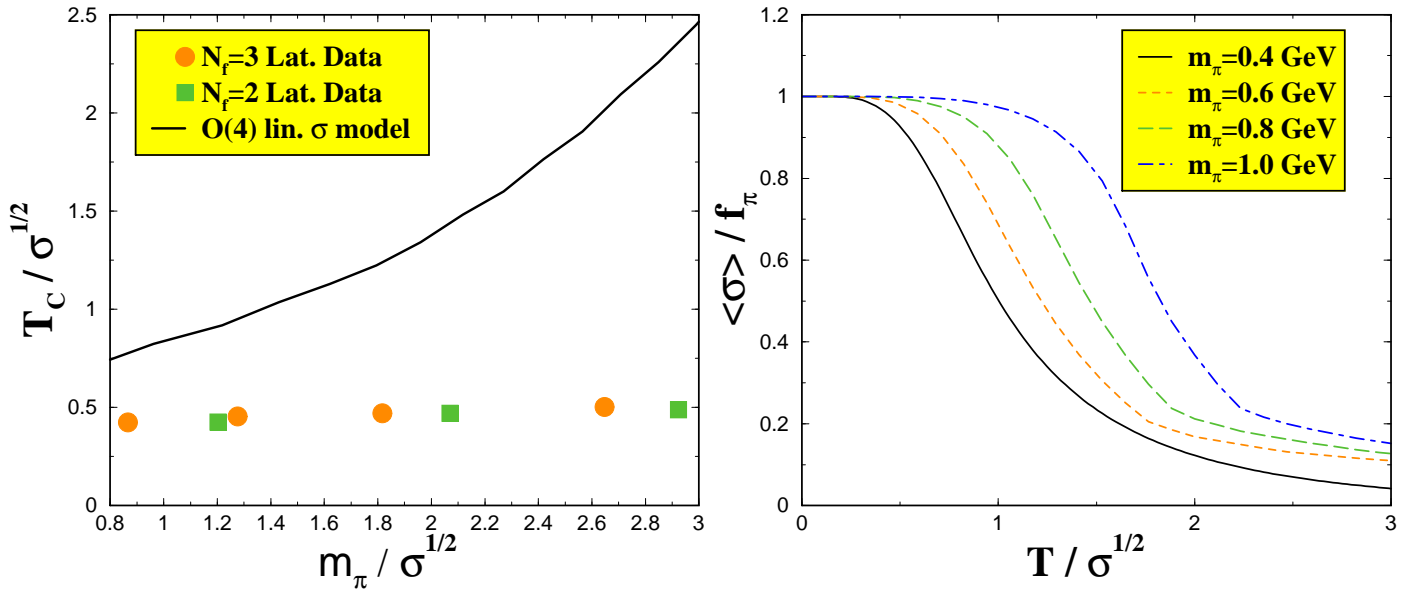 2.5
2
1.5
1
0.5
0
T_C / σ^{1/2}
N_f=3 Lat. Data
N_f=2 Lat. Data
O(4) lin. σ model
0.8 1 1.2 1.4 1.6 1.8 2 2.2 2.4 2.6 2.8 3
m_π / σ^{1/2}
1.2
1
0.8
0.6
0.4
0.2
0
<σ> / f_π
m_π=0.4 GeV
m_π=0.6 GeV
m_π=0.8 GeV
m_π=1.0 GeV
0 1 2 3
T / σ^{1/2}